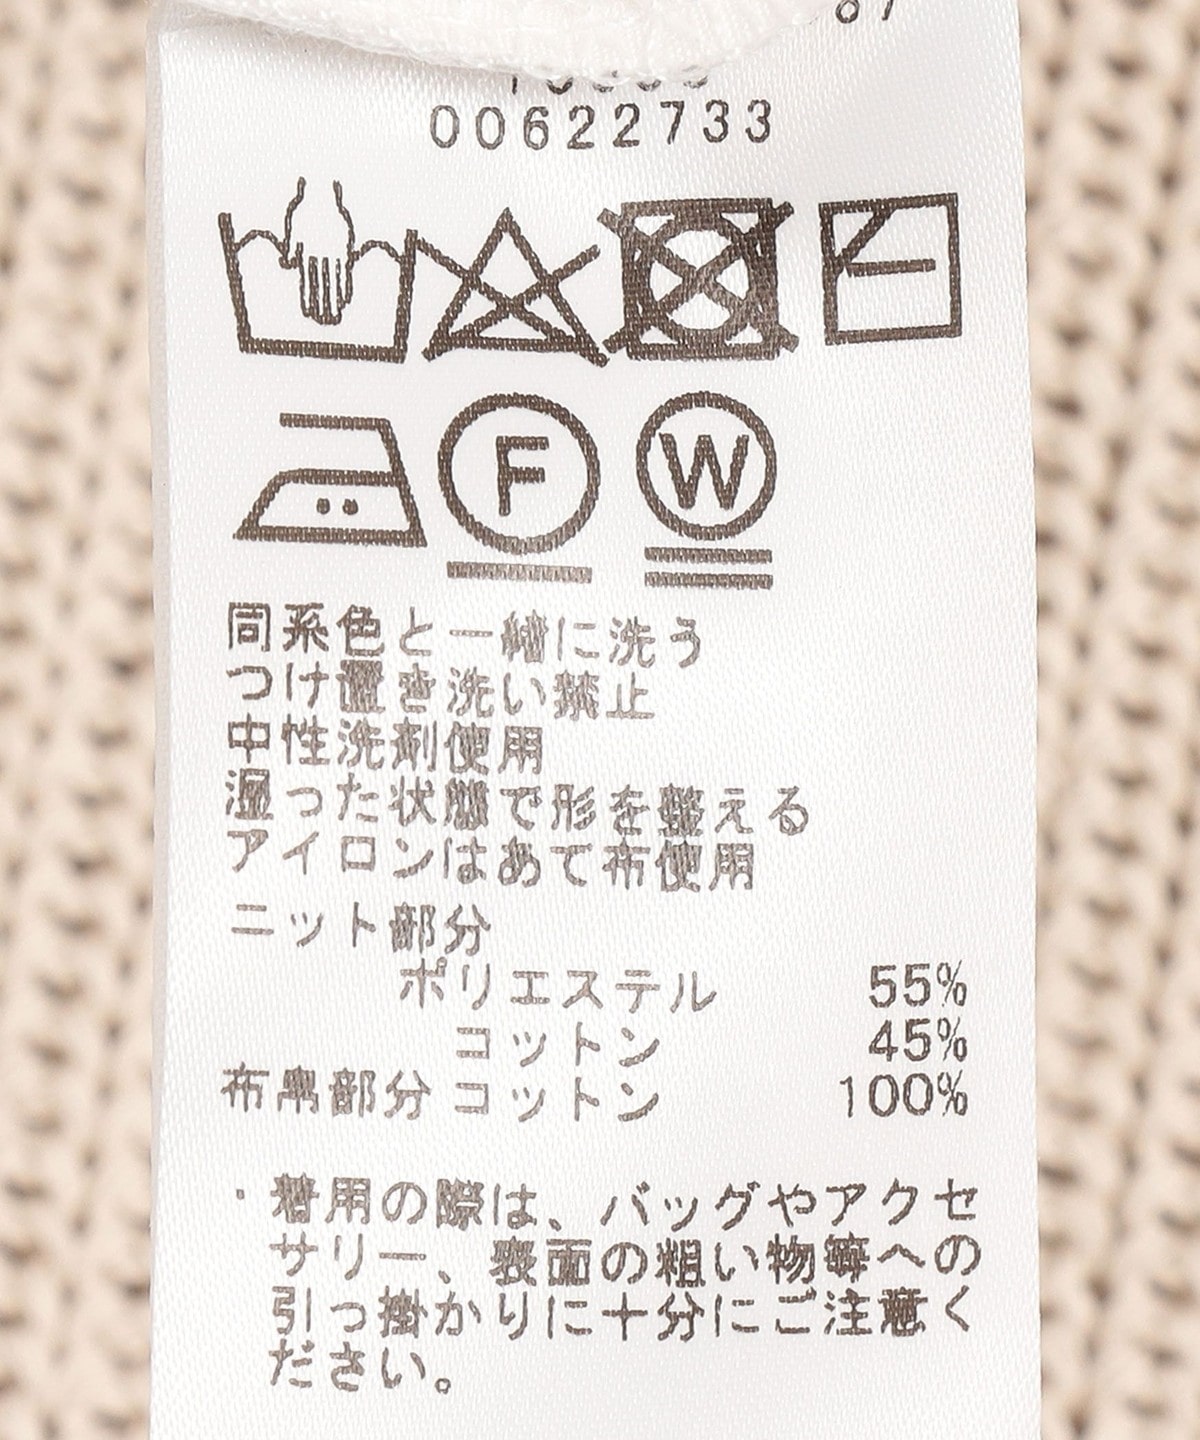 00622733
F
W
同系色と一緒に洗う
つけ置き洗い禁止
中性洗剤使用
湿った状態で形を整える
アイロンはあて布使用
ニット部分
ポリエステル 55%
コットン 45%
布帛部分 コットン 100%
・着用の際は、バッグやアクセ
サリー、表面の粗い物等への
引っ掛かりに十分にご注意く
ださい。